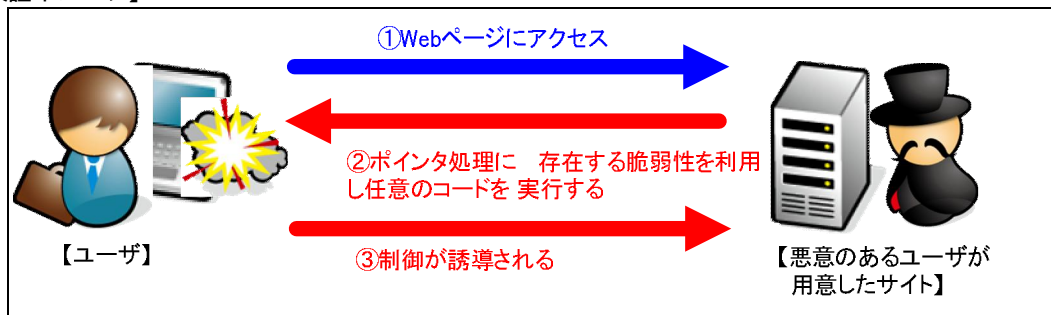 ①Webページにアクセス
②ポインタ処理に 存在する脆弱性を利用
し任意のコードを 実行する
③制御が誘導される
【ユーザ】
【悪意のあるユーザが
用意したサイト】